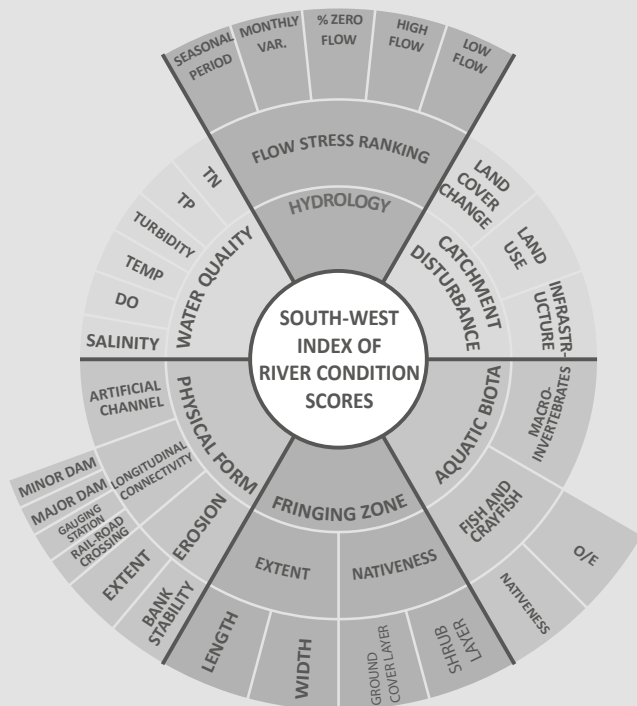 SEASONAL
PERIOD
MONTHLY
VAR.
% ZERO
FLOW
HIGH
FLOW
LOW
FLOW
FLOW STRESS RANKING
HYDROLOGY
LAND
COVER
CHANGE
LAND
USE
INFRASTR-
UCTURE
CATCHMENT
DISTURBANCE
TN
TP
TURBIDITY
TEMP
DO
SALINITY
WATER QUALITY
SOUTH-WEST
INDEX OF
RIVER CONDITION
SCORES
ARTIFICIAL
CHANNEL
PHYSICAL FORM
LONGITUDINAL
CONNECTIVITY
MINOR DAM
MAJOR DAM
GAUGING
STATION
RAIL-ROAD
CROSSING
EROSION
EXTENT
BANK
STABILITY
AQUATIC BIOTA
MACRO-
INVERTEBRATES
FISH AND
CRAYFISH
O/E
NATIVENESS
FRINGING ZONE
EXTENT
NATIVENESS
LENGTH
WIDTH
GROUND
COVER LAYER
SHRUB
LAYER